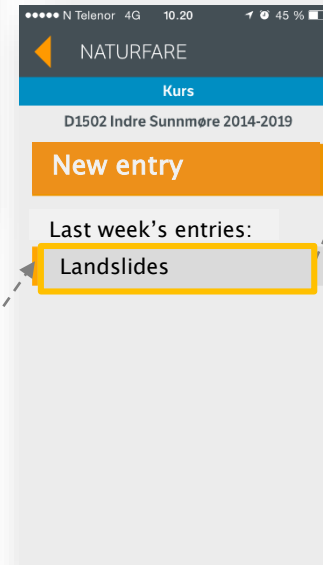 N Telenor 4G 10.20 45 %
NATURFARE
Kurs
D1502 Indre Sunnmøre 2014-2019
New entry
Last week's entries:
Landslides